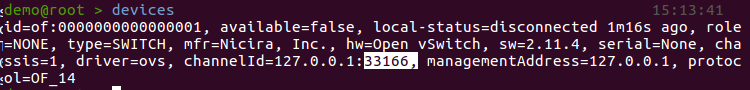 demo@root > devices 15:13:41
id=of:0000000000000001, available=false, local-status=disconnected 1m16s ago, role
=NONE, type=SWITCH, mfr=Nicira, Inc., hw=Open vSwitch, sw=2.11.4, serial=None, cha
ssis=1, driver=ovs, channelId=127.0.0.1:33166, managementAddress=127.0.0.1, protoc
ol=OF_14